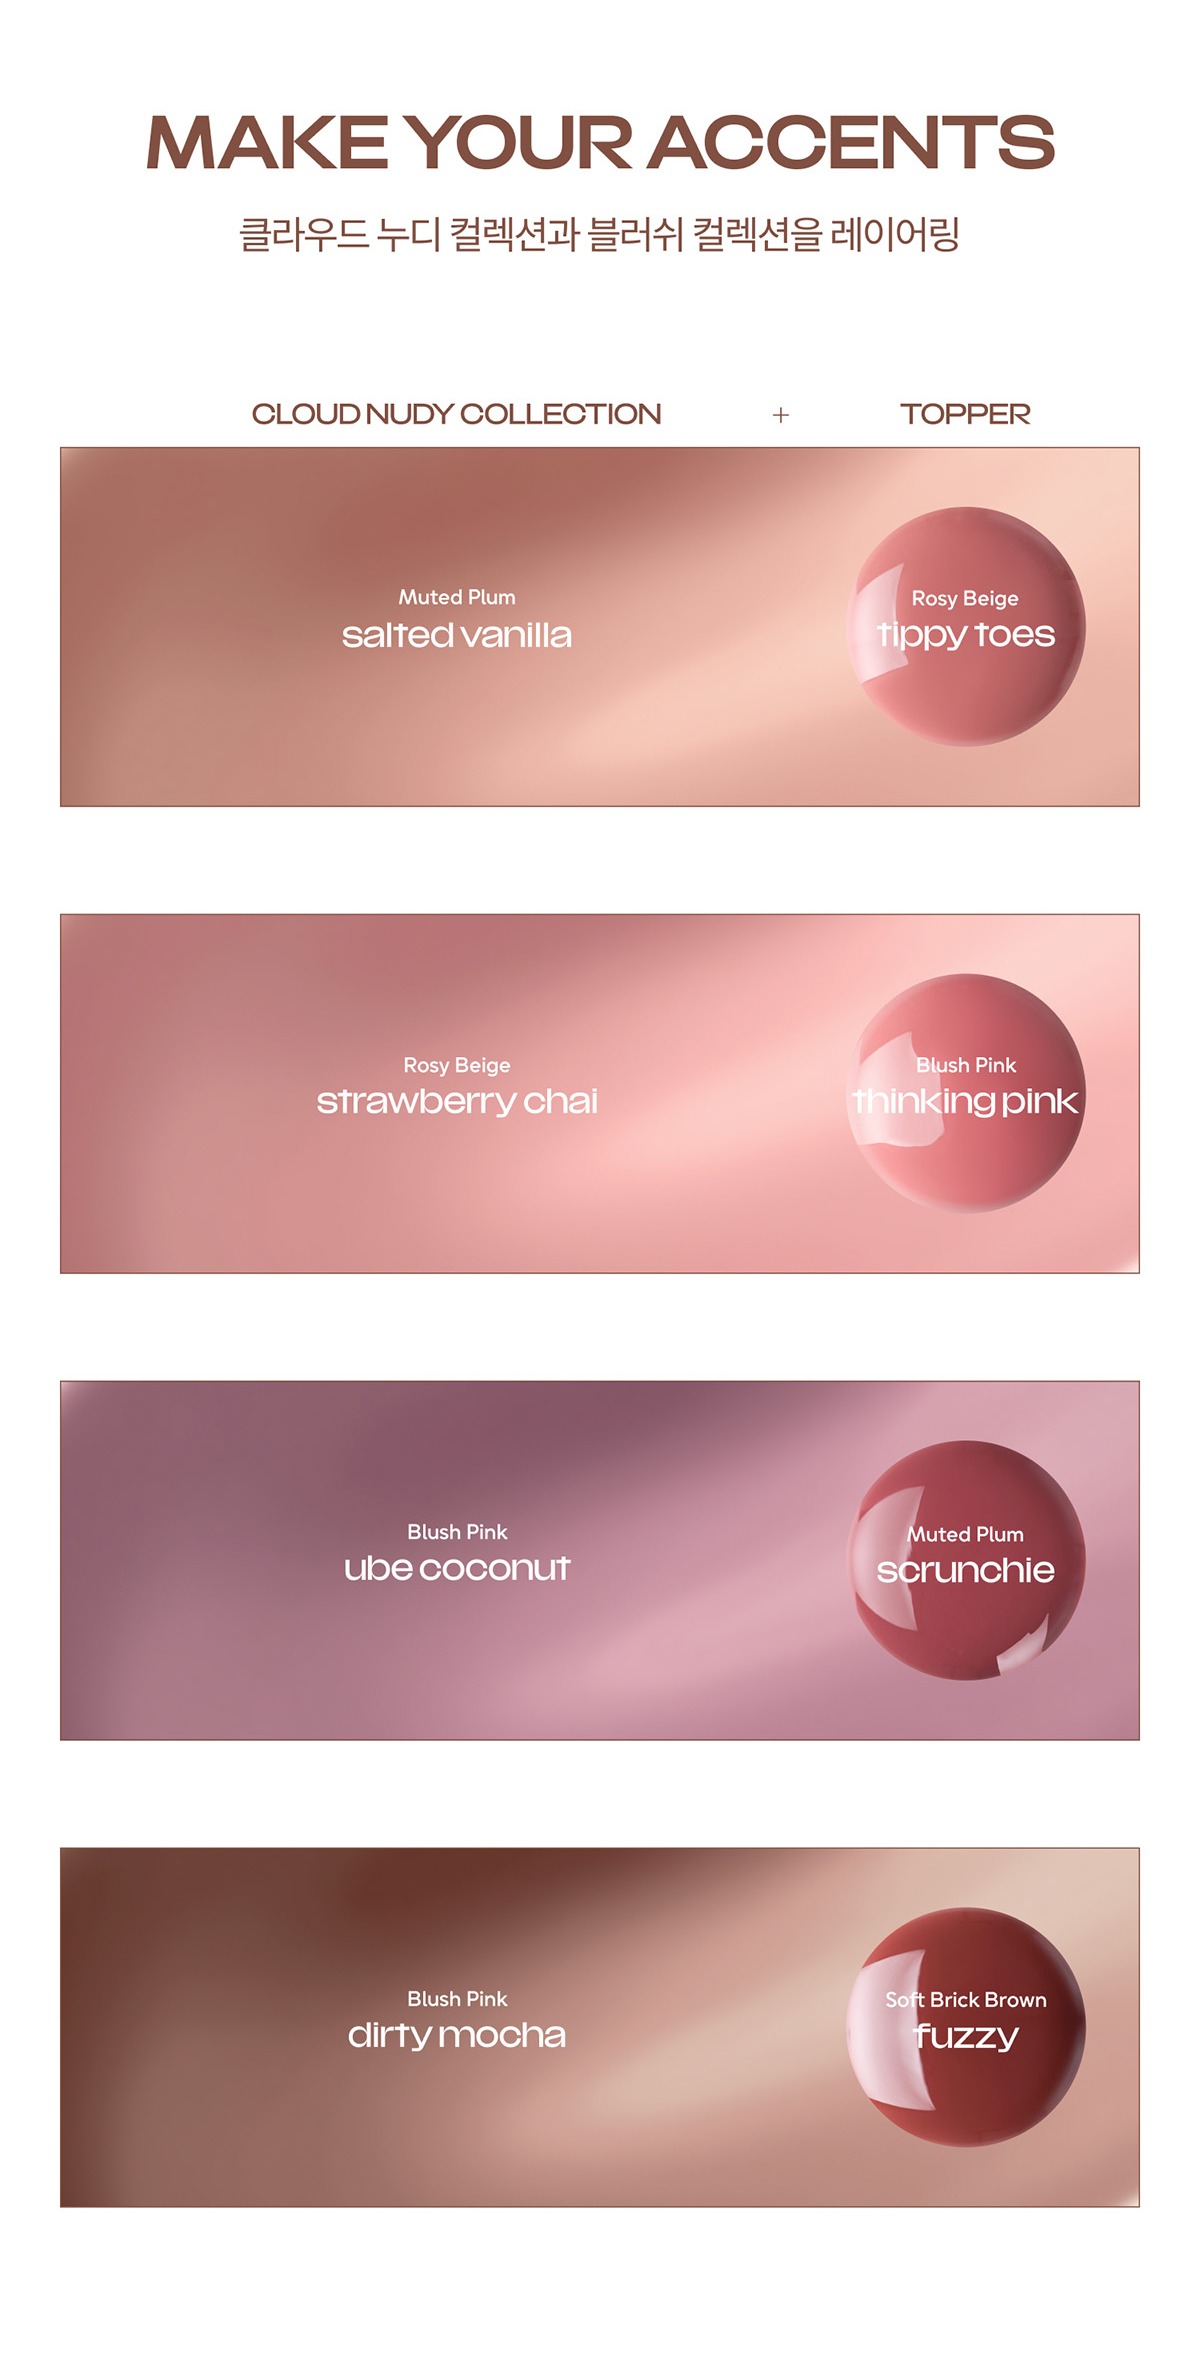 MAKE YOUR ACCENTS
클라우드 누디 컬렉션과 블러쉬 컬렉션을 레이어링
CLOUD NUDY COLLECTION + TOPPER
Muted Plum
salted vanilla
Rosy Beige
tippy toes
Rosy Beige
strawberry chai
Blush Pink
thinking pink
Blush Pink
ube coconut
Muted Plum
scrunchie
Blush Pink
dirty mocha
Soft Brick Brown
fuzzy